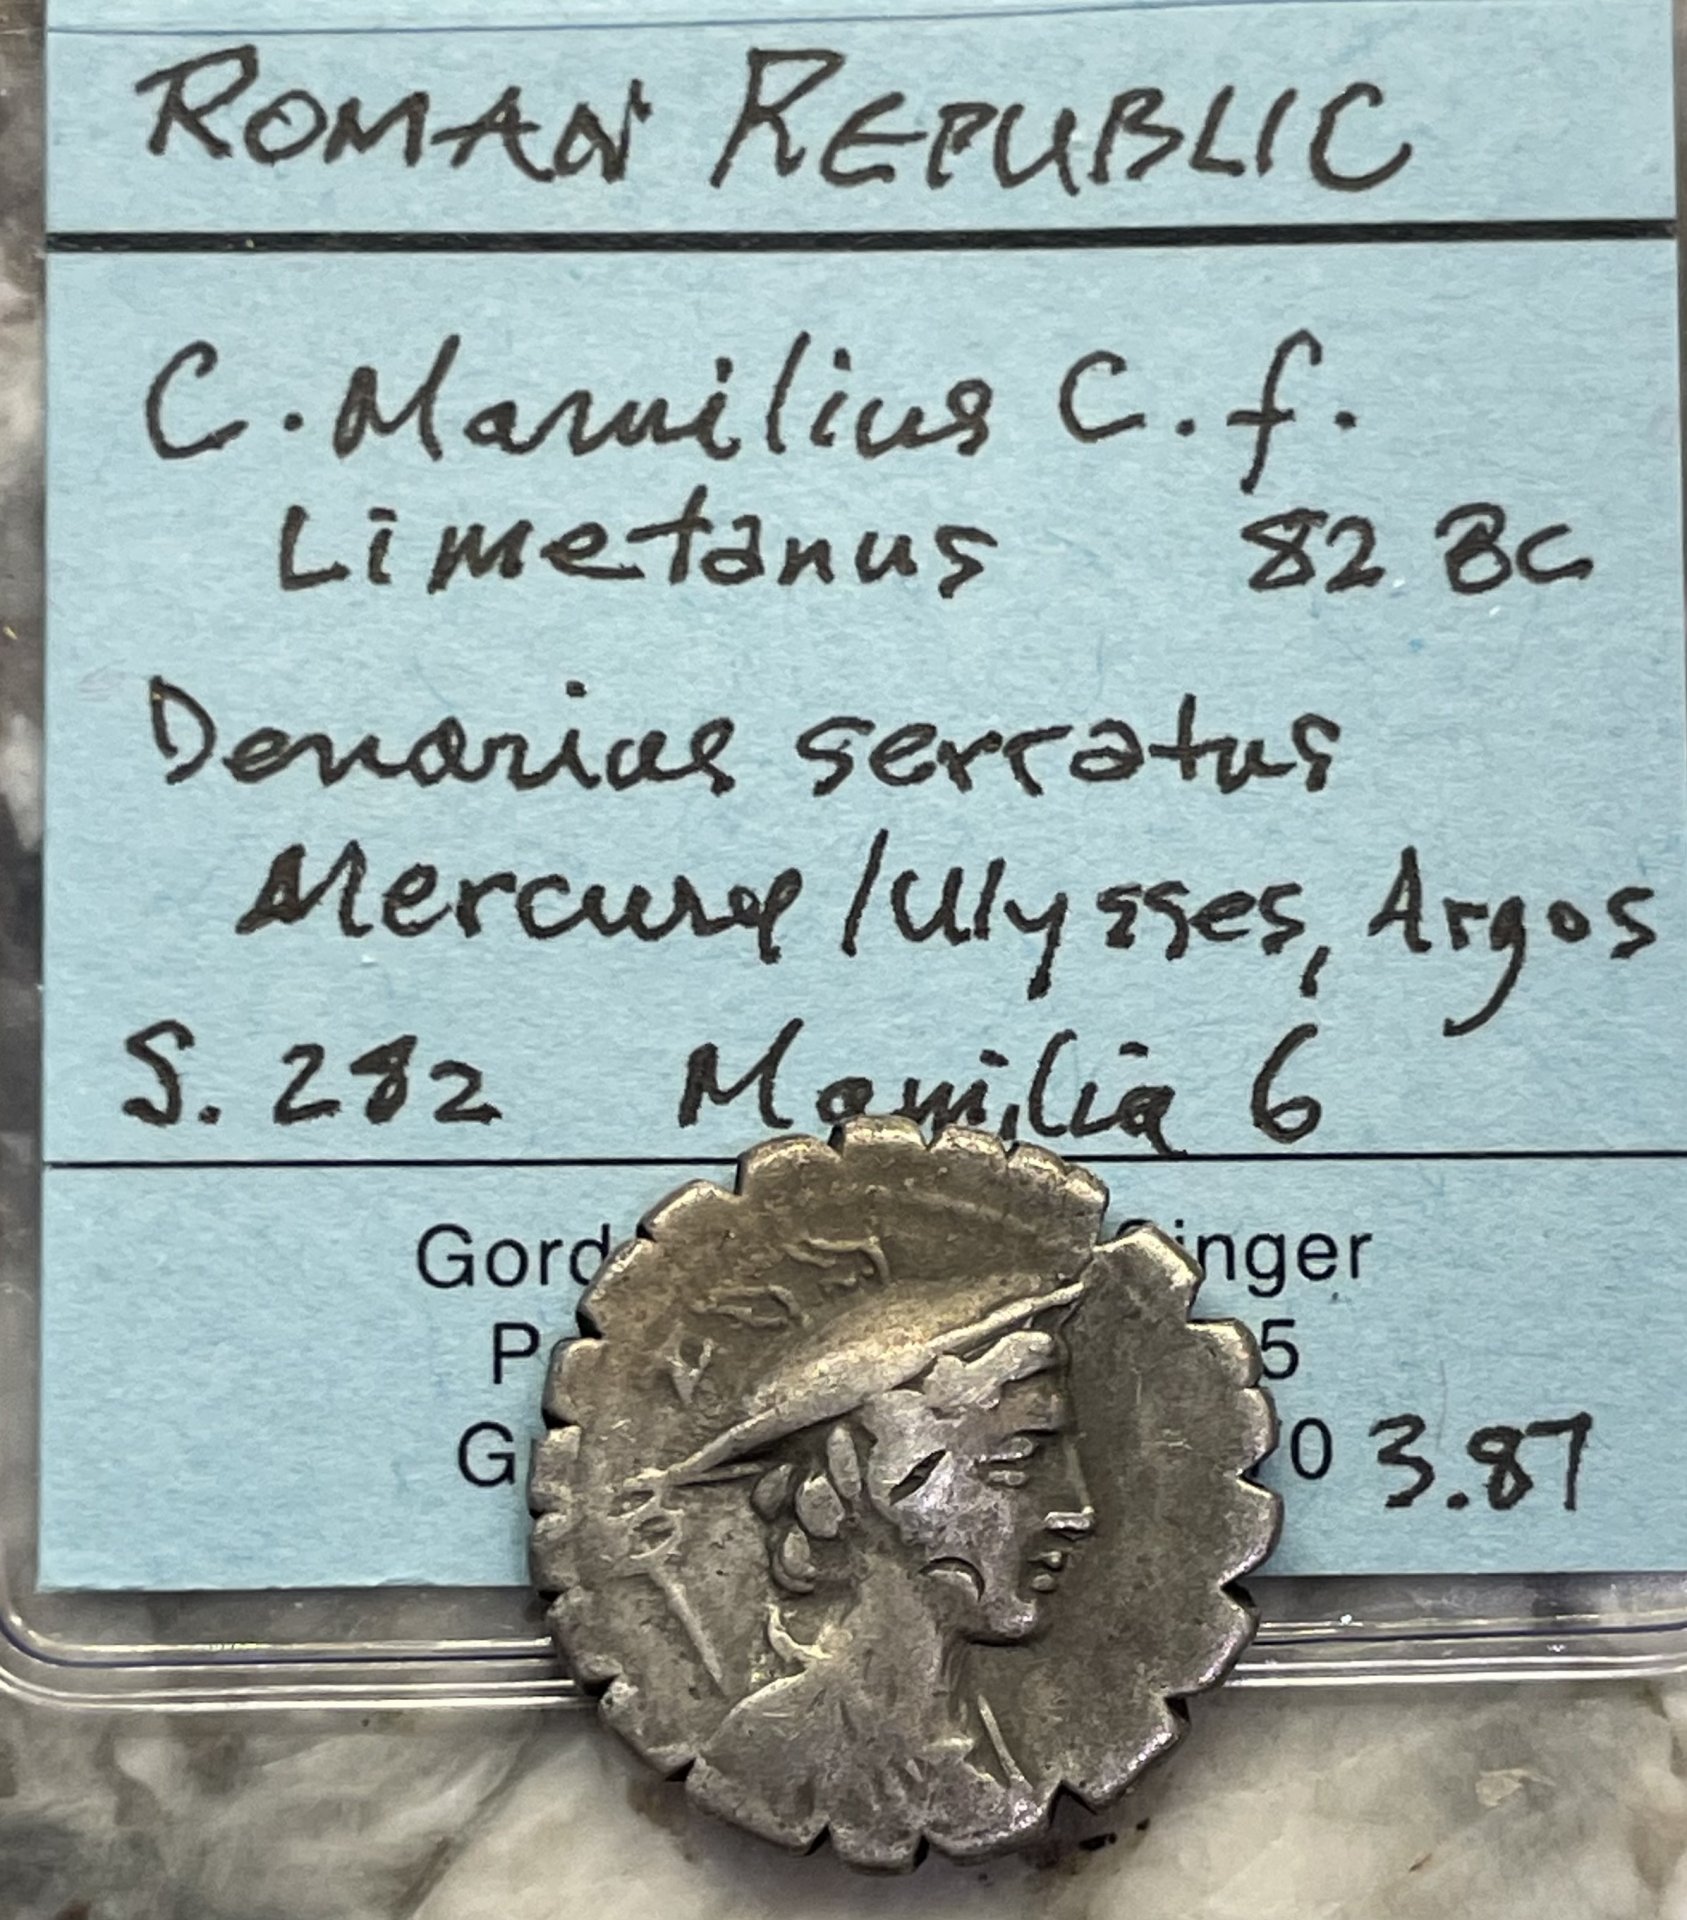 ROMAN REPUBLIC
C. Mamilius C. f.
Limetanus 82 BC
Denarius serratus
Mercury/Ulysses, Argos
S. 282 Mamilia 6
3.87